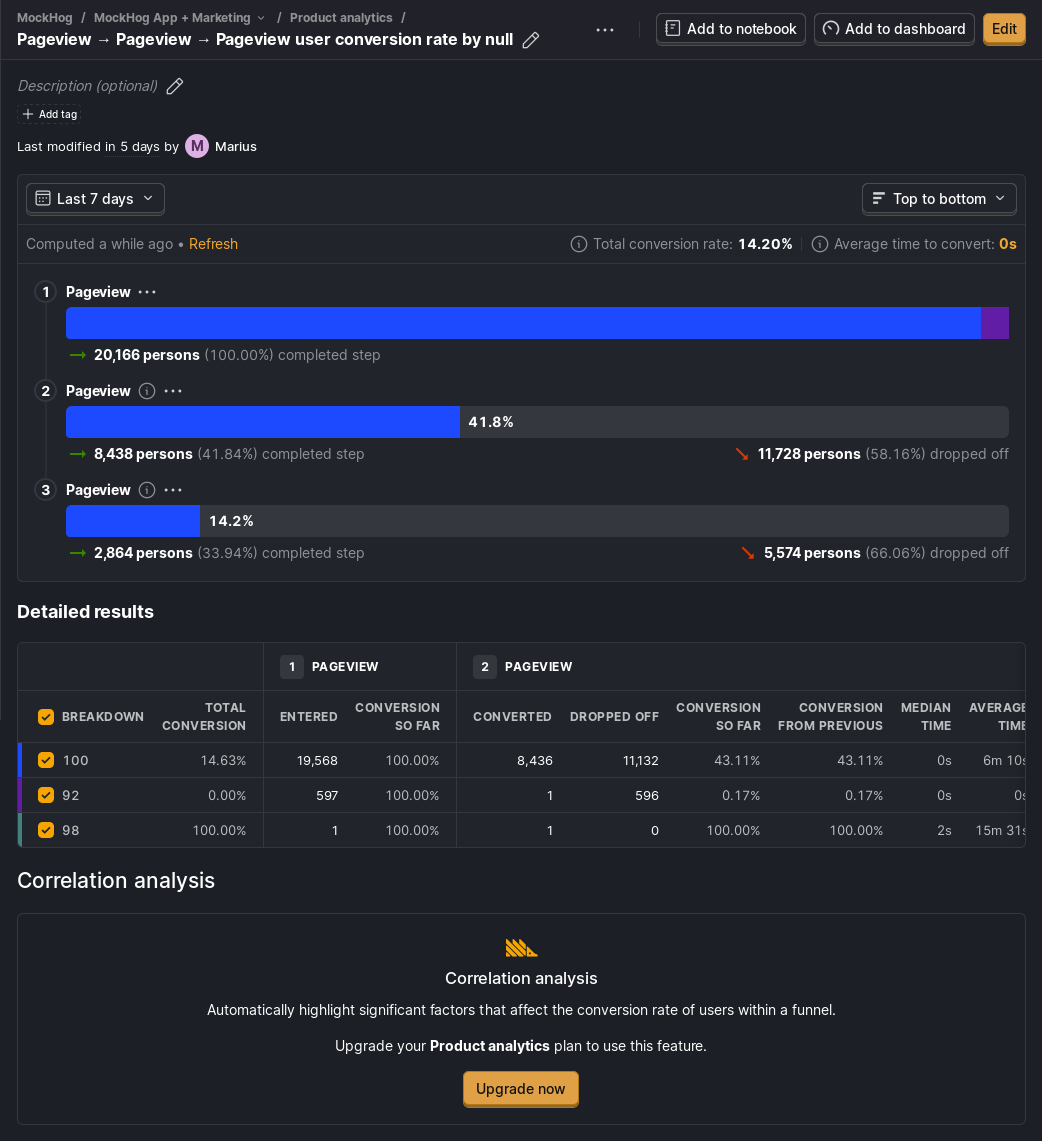 MockHog / MockHog App + Marketing / Product analytics /
Pageview → Pageview → Pageview user conversion rate by null
Add to notebook
Add to dashboard
Edit
Description (optional)
Add tag
Last modified in 5 days by M Marius
Last 7 days
Top to bottom
Computed a while ago • Refresh
Total conversion rate: 14.20%
Average time to convert: 0s
1 Pageview
20,166 persons (100.00%) completed step
2 Pageview
41.8%
8,438 persons (41.84%) completed step
11,728 persons (58.16%) dropped off
3 Pageview
14.2%
2,864 persons (33.94%) completed step
5,574 persons (66.06%) dropped off
Detailed results
1 PAGEVIEW
2 PAGEVIEW
BREAKDOWN
TOTAL CONVERSION
ENTERED
CONVERSION SO FAR
CONVERTED
DROPPED OFF
CONVERSION SO FAR
CONVERSION FROM PREVIOUS
MEDIAN TIME
AVERAGE TIME
100 14.63% 19,568 100.00% 8,436 11,132 43.11% 43.11% 0s 6m 10s
92 0.00% 597 100.00% 1 596 0.17% 0.17% 0s 0s
98 100.00% 1 100.00% 1 0 100.00% 100.00% 2s 15m 31s
Correlation analysis
Correlation analysis
Automatically highlight significant factors that affect the conversion rate of users within a funnel.
Upgrade your Product analytics plan to use this feature.
Upgrade now